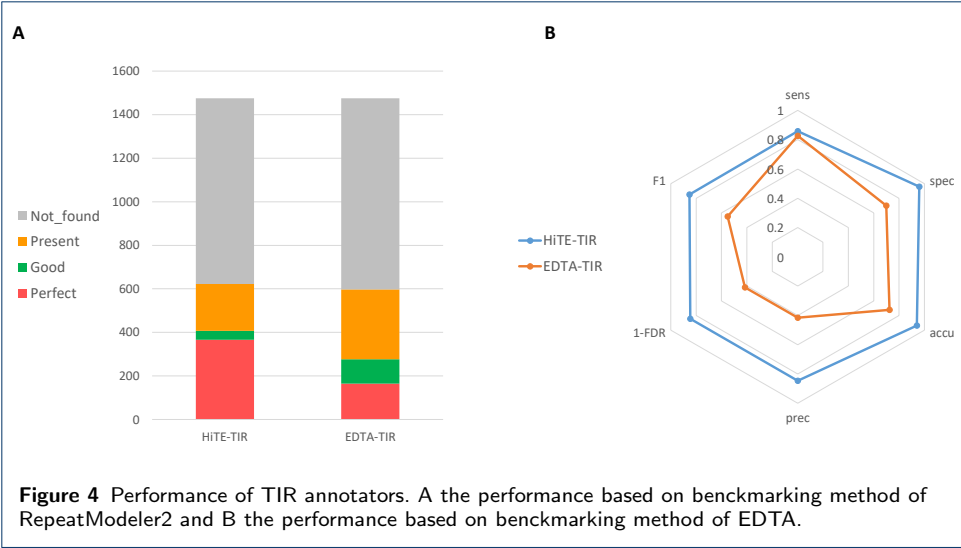 A
1600
1400
1200
1000
800
600
400
200
0
HiTE-TIR
EDTA-TIR
Not_found
Present
Good
Perfect
B
sens
1
0.8
0.6
0.4
0.2
0
spec
accu
prec
1-FDR
F1
HiTE-TIR
EDTA-TIR
Figure 4 Performance of TIR annotators. A the performance based on benckmarking method of
RepeatModeler2 and B the performance based on benckmarking method of EDTA.